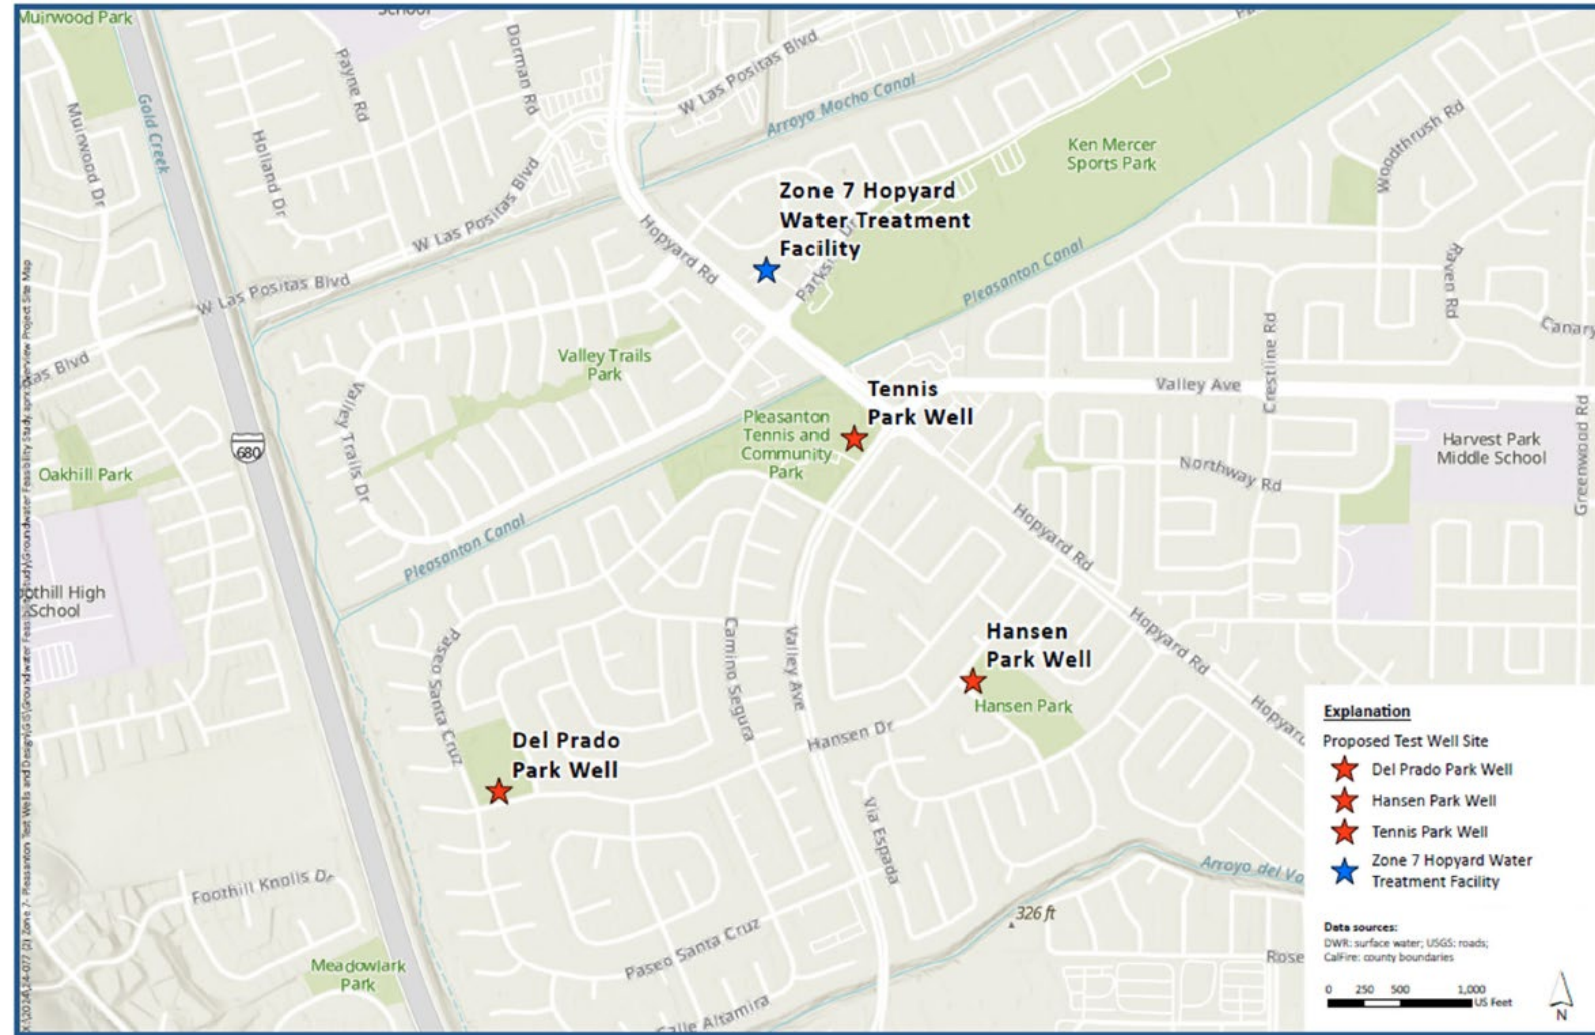 Muirwood Park
School
Gold Creek
Muirwood Dr
Payne Rd
Holland Dr
Dorman Rd
W Las Positas Blvd
Arroyo Mocho Canal
Ken Mercer
Sports Park
Woodthrush Rd
W Las Positas Blvd
Zone 7 Hopyard
Water Treatment
Facility
Hopyard Rd
W Las Positas Blvd
Pleasanton Canal
Raven Rd
Canary
Crestline Rd
Valley Trails
Park
Valley Ave
Valley Trails Dr
Tennis
Park Well
Pleasanton
Tennis and
Community
Park
680
Oakhill Park
Harvest Park
Middle School
Greenwood Rd
Northway Rd
Pleasanton Canal
Hopyard Rd
School
Paseo Santa Cruz
Camino Segura
Valley Ave
Hansen
Park Well
Hopyard Rd
Hansen Park
Hopyard
Hansen Dr
Del Prado
Park Well
Via Espada
Foothill Knolls Dr
Arroyo del Va
326 ft
Paseo Santa Cruz
Rose
Meadowlark
Park
Calle Altamira
Explanation
Proposed Test Well Site
Del Prado Park Well
Hansen Park Well
Tennis Park Well
Zone 7 Hopyard Water
Treatment Facility
Data sources:
DWR: surface water; USGS: roads;
CalFire: county boundaries
0 250 500 1,000
US Feet
N